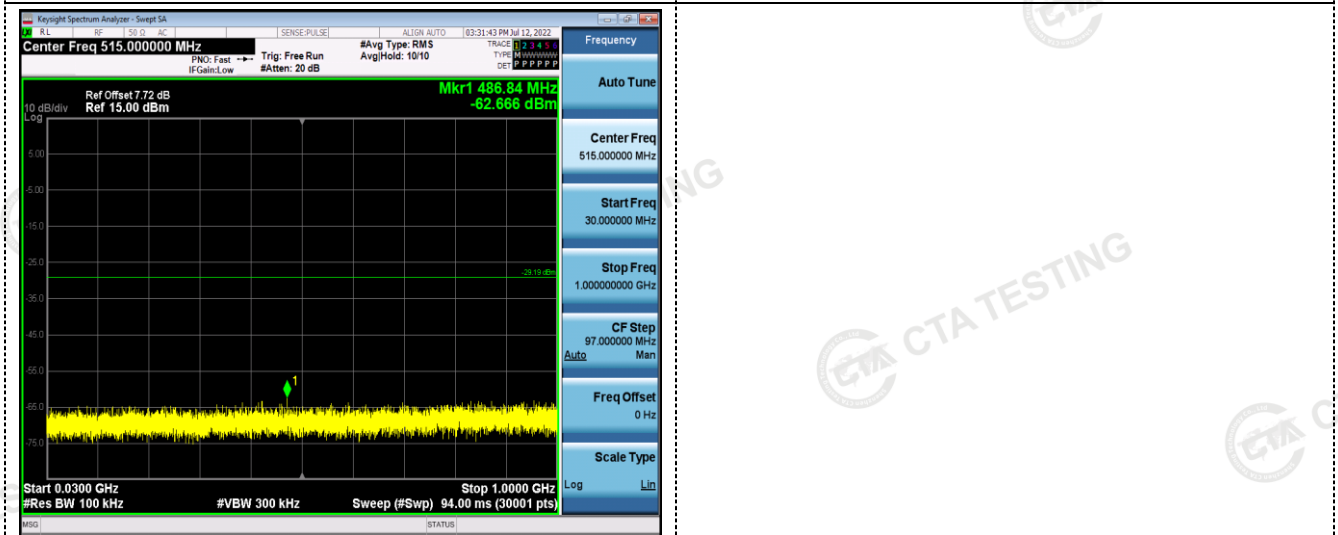 Keysight Spectrum Analyzer - Swept SA
RL RF 50 Ω AC SENSE:PULSE ALIGN AUTO 03:31:43 PM Jul 12, 2022
Center Freq 515.000000 MHz
PNO: Fast
IFGain:Low
Trig: Free Run
#Atten: 20 dB
#Avg Type: RMS
Avg|Hold: 10/10
TRACE 1 2 3 4 5 6
TYPE M WWWWW
DET P P P P P P
Ref Offset 7.72 dB
10 dB/div Ref 15.00 dBm
Log
Mkr1 486.84 MHz
-62.666 dBm
5.00
-5.00
-15.0
-25.0
-29.19 dBm
-35.0
-45.0
-55.0
1
-65.0
-75.0
Start 0.0300 GHz Stop 1.0000 GHz
#Res BW 100 kHz #VBW 300 kHz Sweep (#Swp) 94.00 ms (30001 pts)
MSG STATUS
Frequency
Auto Tune
Center Freq
515.000000 MHz
Start Freq
30.000000 MHz
Stop Freq
1.000000000 GHz
CF Step
97.000000 MHz
Auto Man
Freq Offset
0 Hz
Scale Type
Log Lin
CTA TESTING